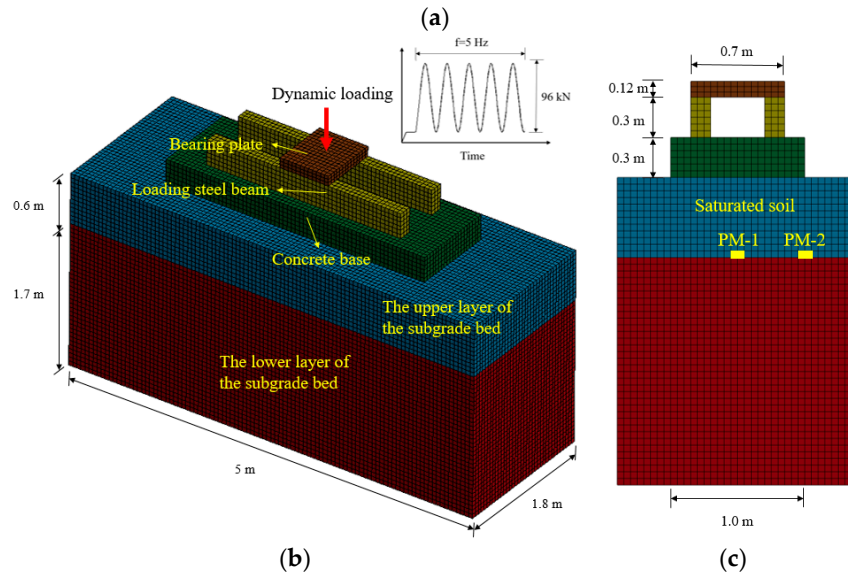 (a)
f=5 Hz
96 kN
Time
Dynamic loading
Bearing plate
Loading steel beam
Concrete base
0.6 m
1.7 m
The upper layer of
the subgrade bed
The lower layer of
the subgrade bed
5 m
1.8 m
(b)
0.7 m
0.12 m
0.3 m
0.3 m
Saturated soil
PM-1
PM-2
1.0 m
(c)